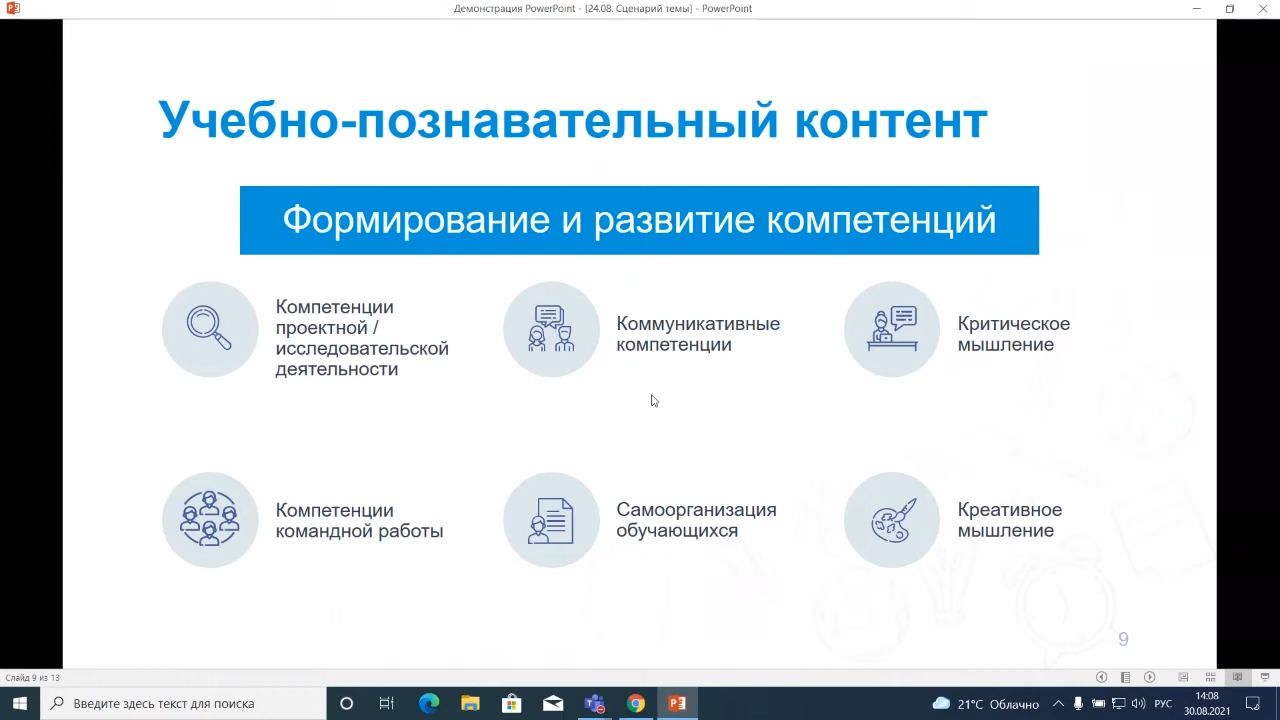 Демонстрация PowerPoint - [24.08. Сценарий темы] - PowerPoint
Учебно-познавательный контент
Формирование и развитие компетенций
Компетенции
проектной /
исследовательской
деятельности
Коммуникативные
компетенции
Критическое
мышление
Компетенции
командной работы
Самоорганизация
обучающихся
Креативное
мышление
9
Слайд 9 из 13
Введите здесь текст для поиска
21°C Облачно
РУС
14:08
30.08.2021